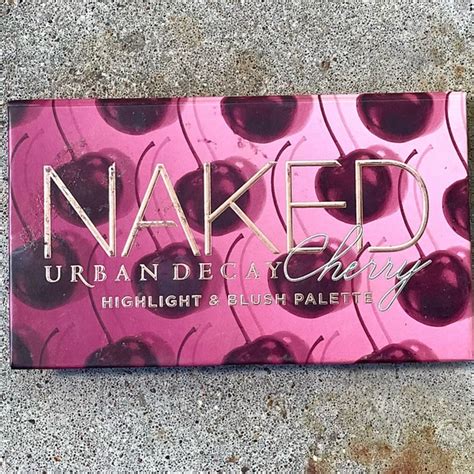 NAKED
URBAN DECAY Cherry
HIGHLIGHT & BLUSH PALETTE